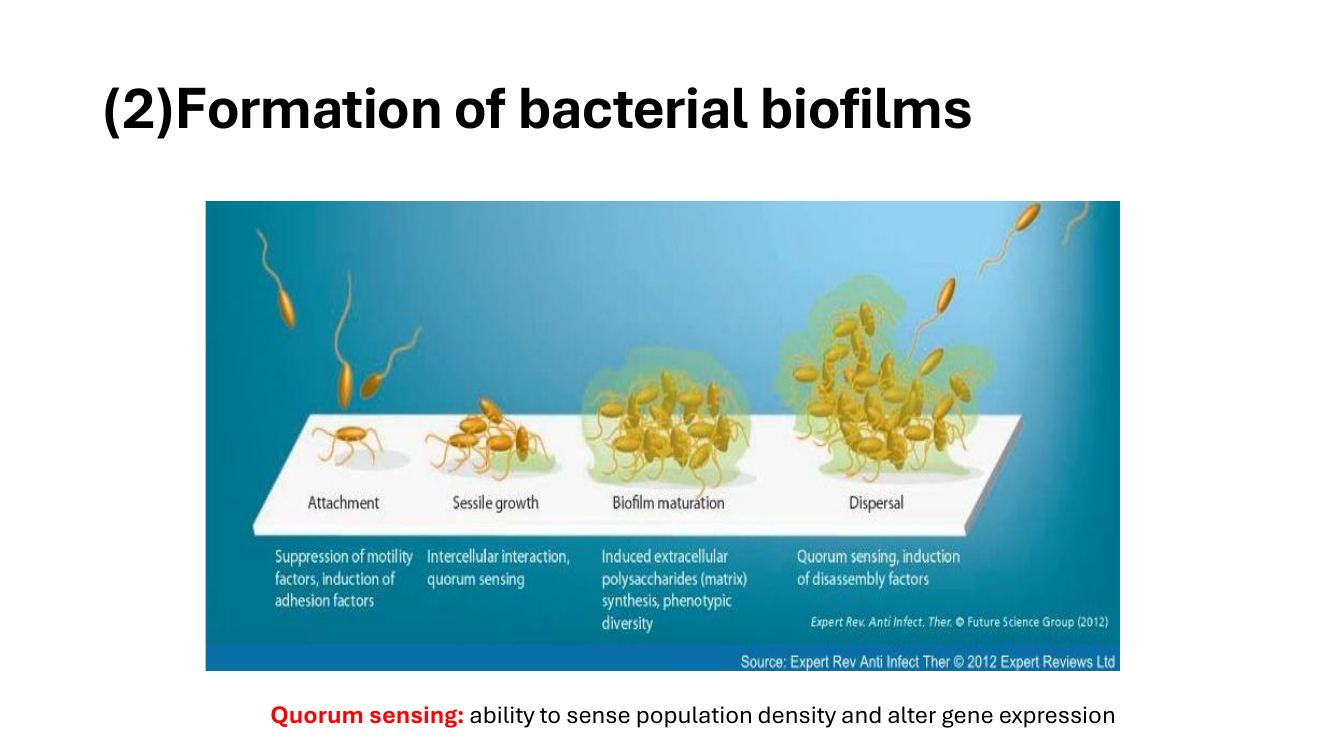 (2)Formation of bacterial biofilms
Attachment
Sessile growth
Biofilm maturation
Dispersal
Suppression of motility
factors, induction of
adhesion factors
Intercellular interaction,
quorum sensing
Induced extracellular
polysaccharides (matrix)
synthesis, phenotypic
diversity
Quorum sensing, induction
of disassembly factors
Expert Rev. Anti Infect. Ther. © Future Science Group (2012)
Source: Expert Rev Anti Infect Ther © 2012 Expert Reviews Ltd
Quorum sensing: ability to sense population density and alter gene expression